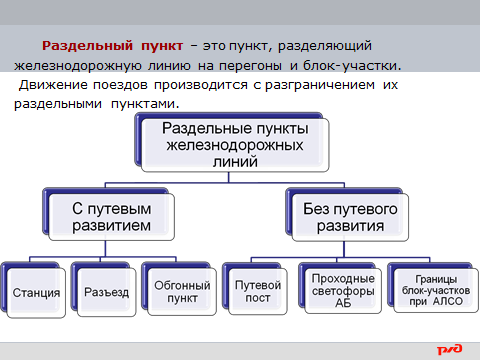 Раздельный пункт – это пункт, разделяющий
железнодорожную линию на перегоны и блок-участки.
Движение поездов производится с разграничением их
раздельными пунктами.
Раздельные пункты
железнодорожных
линий
С путевым
развитием
Без путевого
развития
Станция
Разъезд
Обгонный
пункт
Путевой
пост
Проходные
светофоры
АБ
Границы
блок-участков
при АЛСО